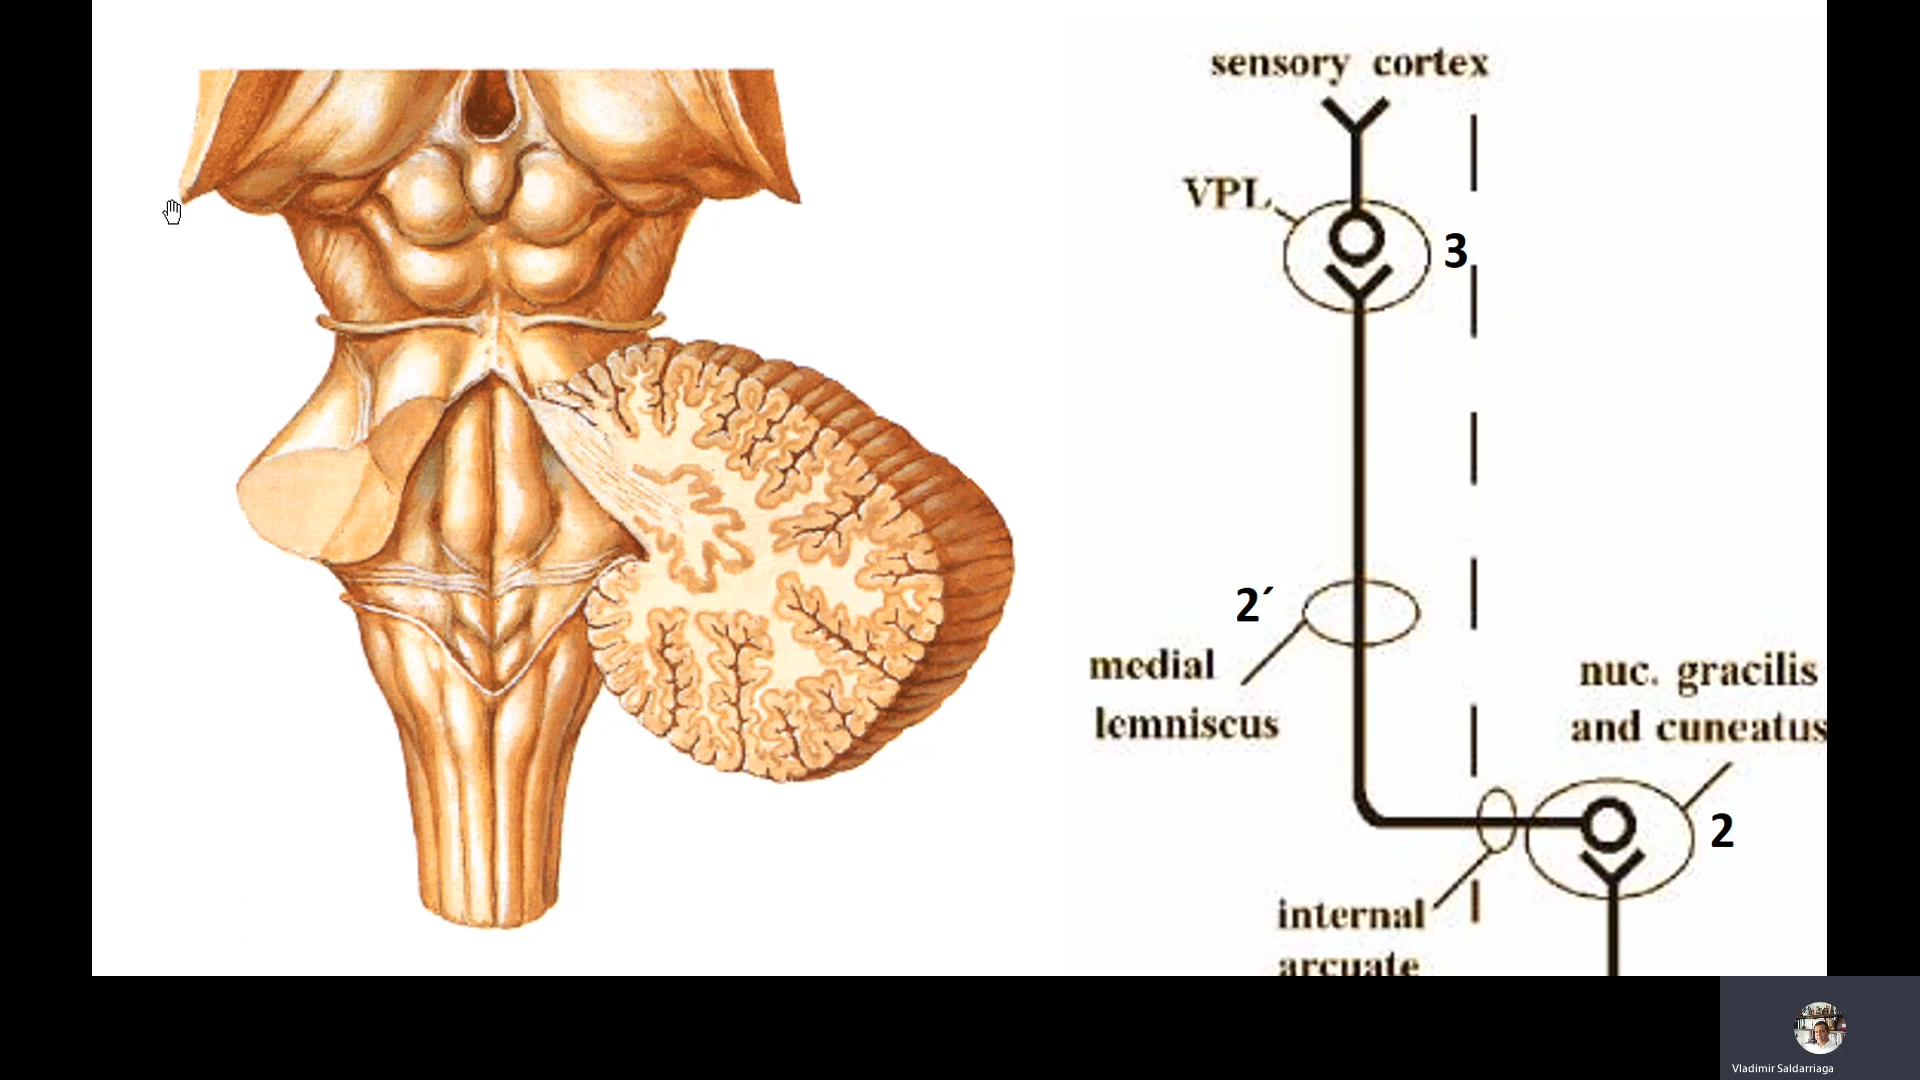 sensory cortex
VPL
3
2´
medial
lemniscus
nuc. gracilis
and cuneatus
2
internal
arcuate
Vladimir Saldarriaga